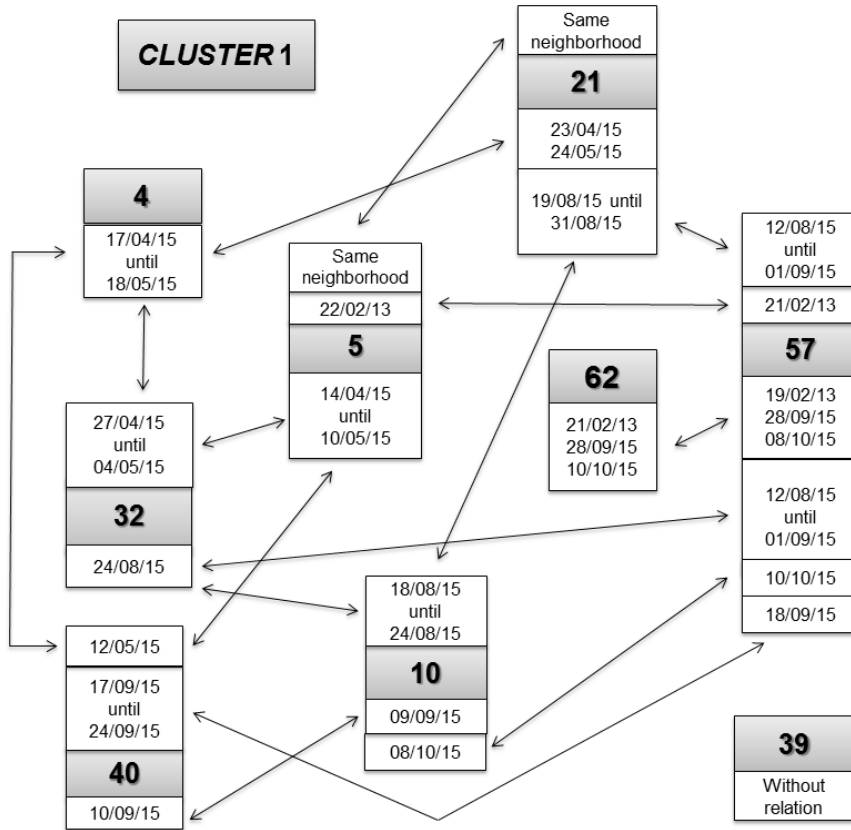 CLUSTER 1
Same
neighborhood
21
23/04/15
24/05/15
19/08/15 until
31/08/15
4
17/04/15
until
18/05/15
Same
neighborhood
22/02/13
5
14/04/15
until
10/05/15
12/08/15
until
01/09/15
21/02/13
57
19/02/13
28/09/15
08/10/15
12/08/15
until
01/09/15
10/10/15
18/09/15
62
21/02/13
28/09/15
10/10/15
27/04/15
until
04/05/15
32
24/08/15
18/08/15
until
24/08/15
10
09/09/15
08/10/15
12/05/15
17/09/15
until
24/09/15
40
10/09/15
39
Without
relation